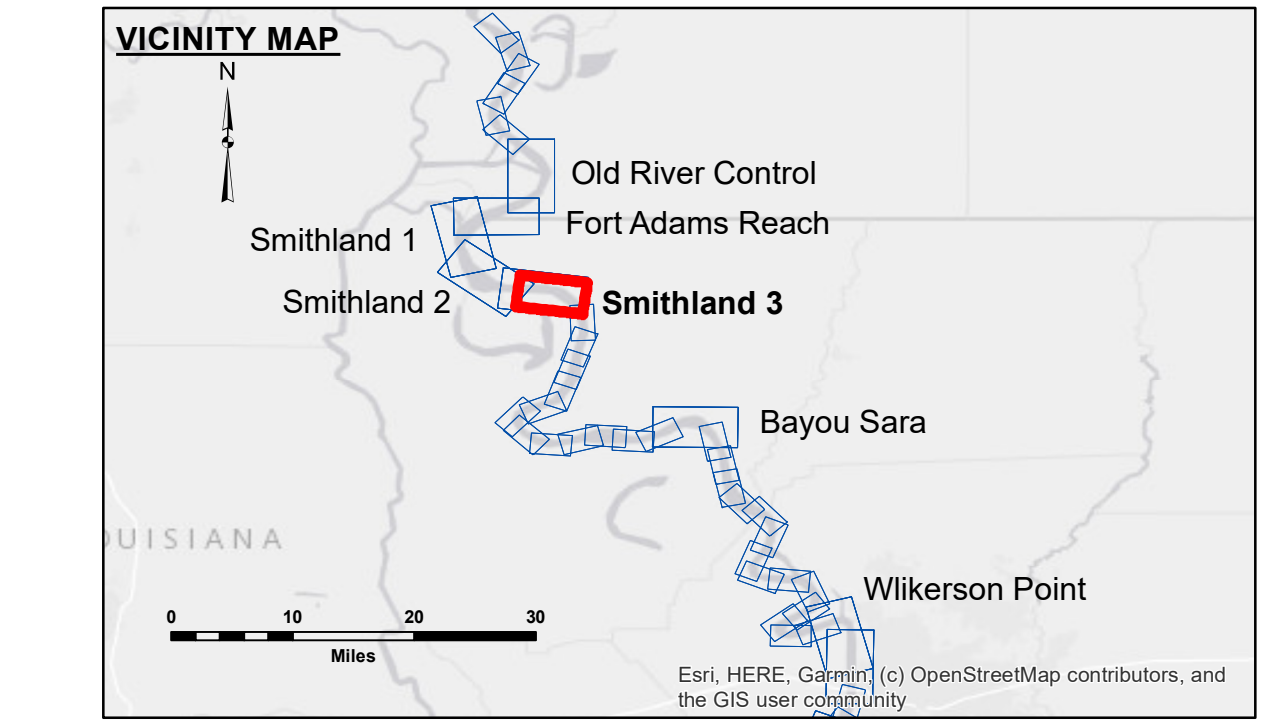 VICINITY MAP
N
Old River Control
Fort Adams Reach
Smithland 1
Smithland 2
Smithland 3
Bayou Sara
OUISIANA
Wlikerson Point
0 10 20 30
Miles
Esri, HERE, Garmin, (c) OpenStreetMap contributors, and
the GIS user community